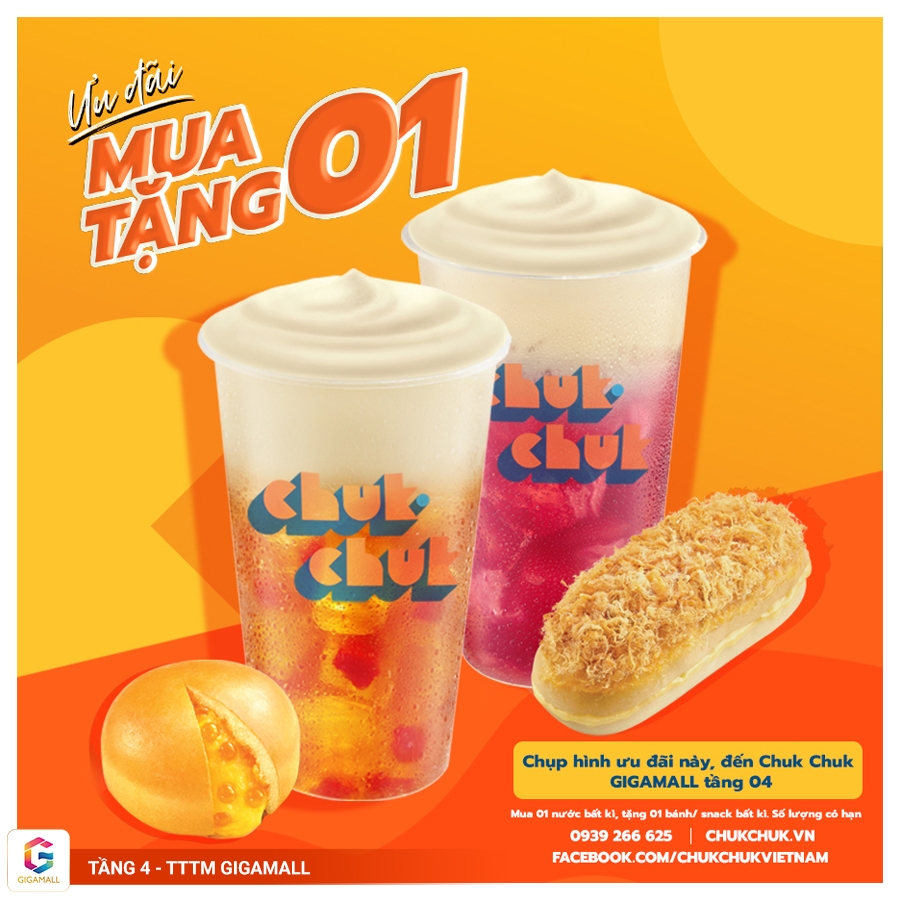 Ưu đãi
MUA 01
TẶNG
chuk
chuk
chuk
chuk
Chụp hình ưu đãi này, đến Chuk Chuk
GIGAMALL tầng 04
Mua 01 nước bất kì, tặng 01 bánh/ snack bất kì. Số lượng có hạn
0939 266 625 | CHUKCHUK.VN
FACEBOOK.COM/CHUKCHUKVIETNAM
GIGAMALL
TẦNG 4 - TTTM GIGAMALL